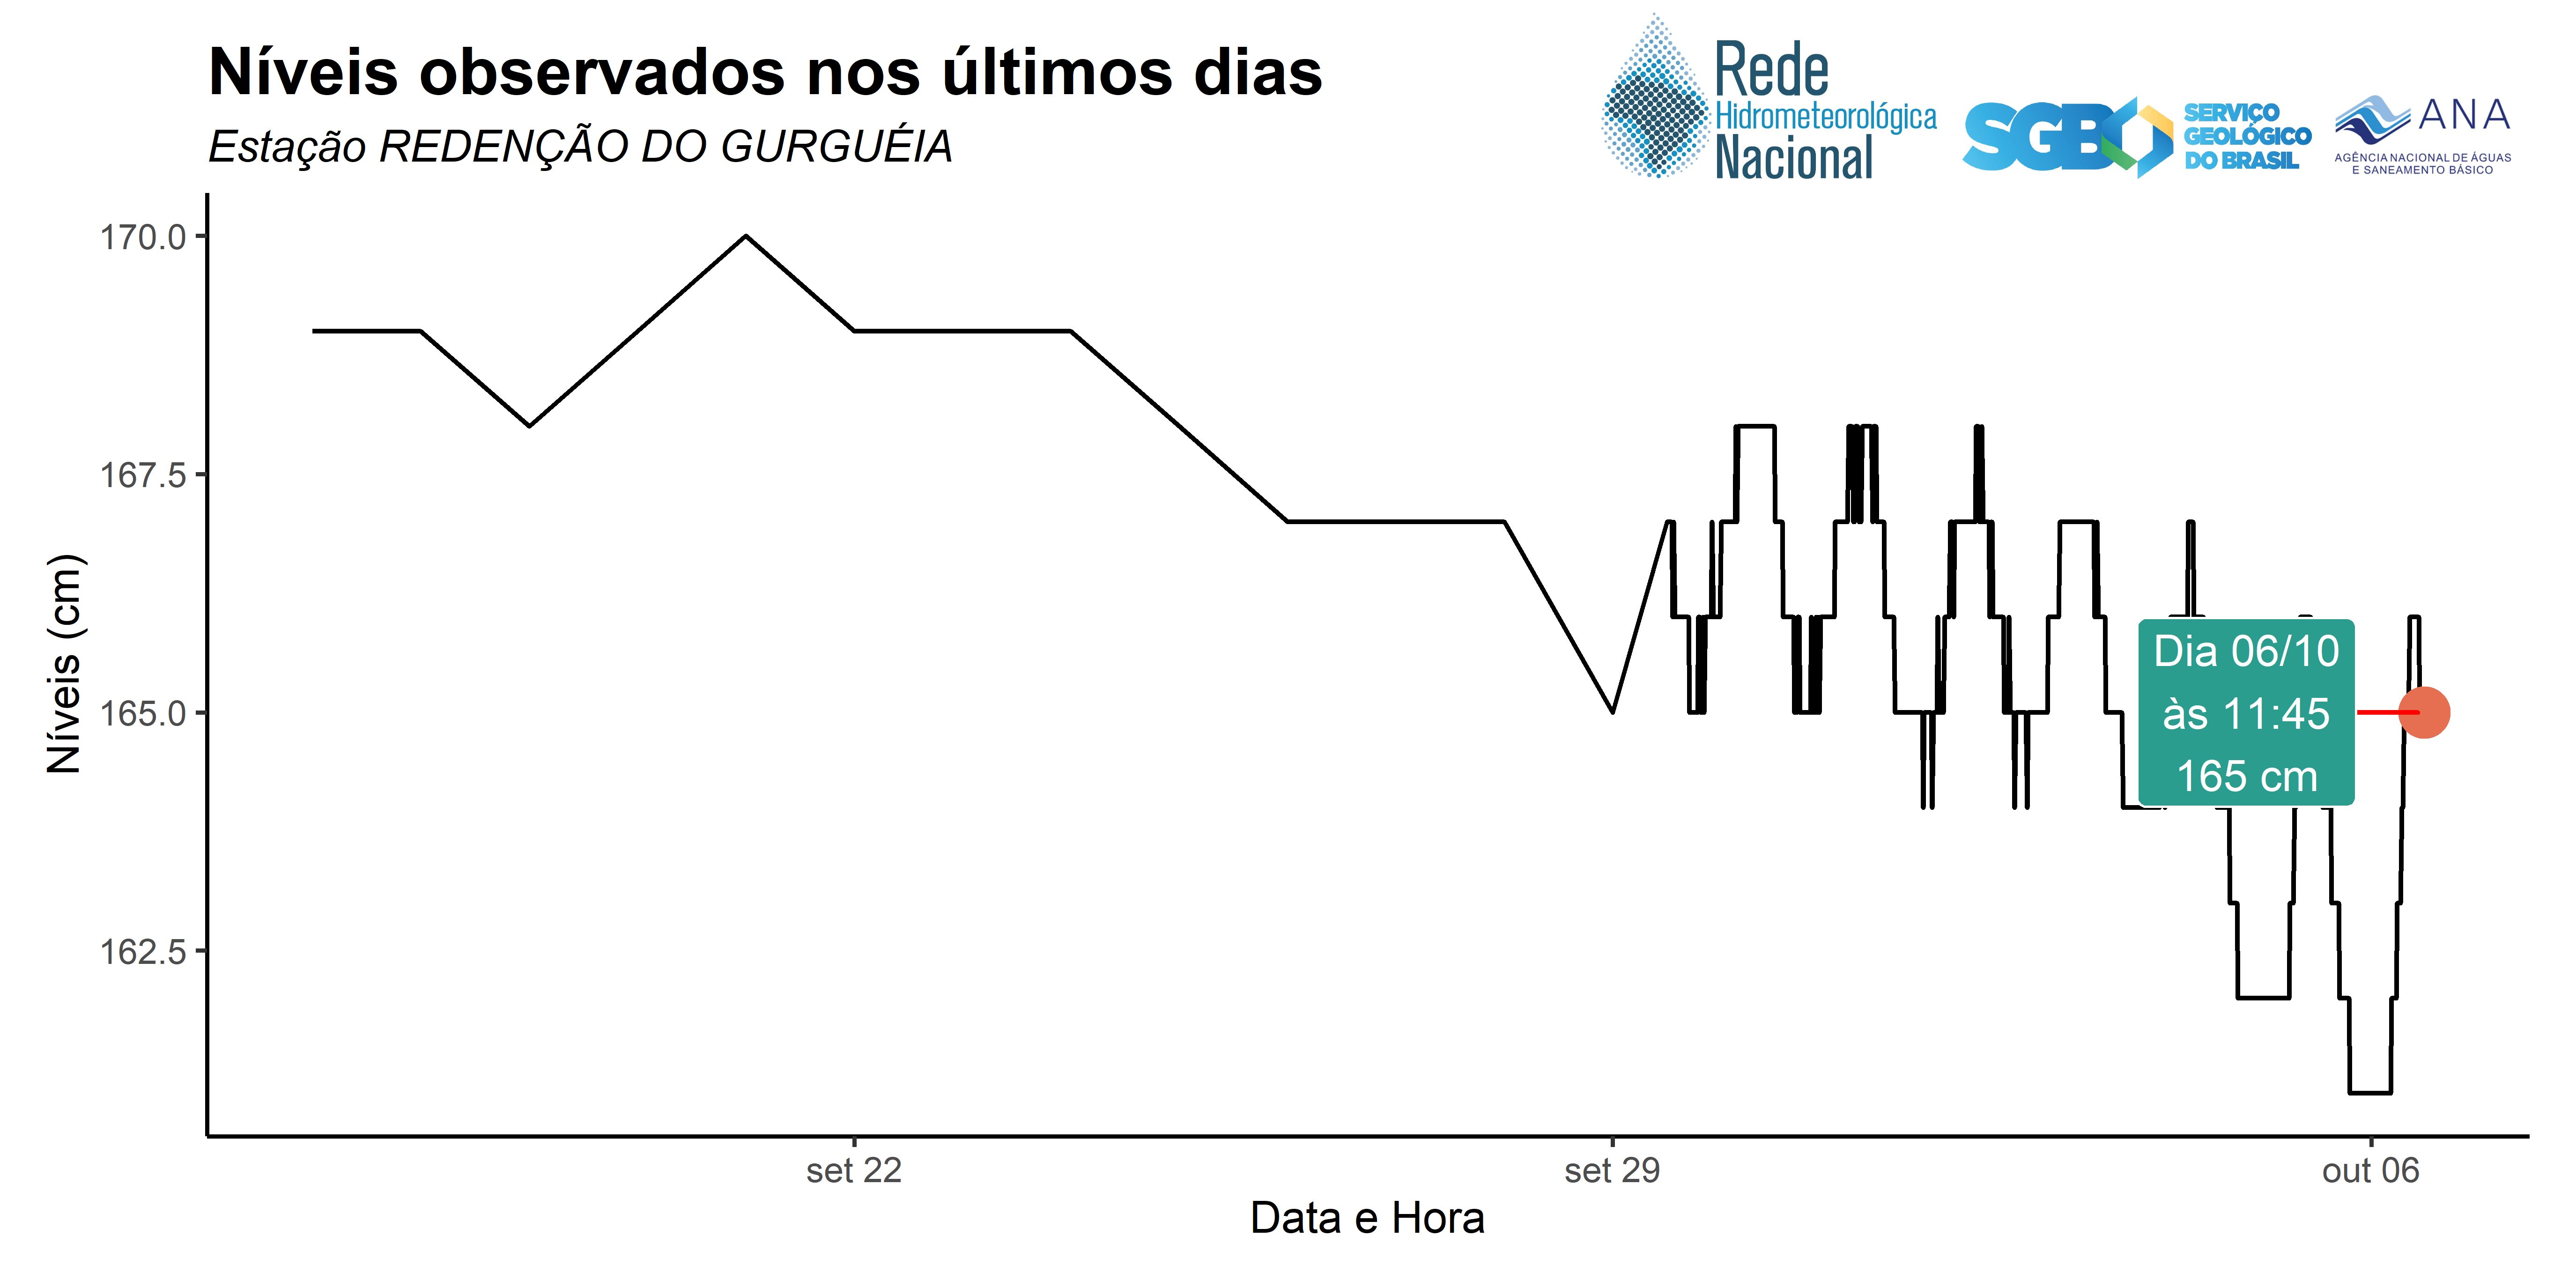 Níveis observados nos últimos dias
Estação REDENÇÃO DO GURGUÉIA
Rede
Hidrometeorológica
Nacional
SGB
SERVIÇO
GEOLÓGICO
DO BRASIL
ANA
AGÊNCIA NACIONAL DE ÁGUAS
E SANEAMENTO BÁSICO
170.0
167.5
165.0
162.5
Níveis (cm)
Dia 06/10
às 11:45
165 cm
set 22
set 29
out 06
Data e Hora